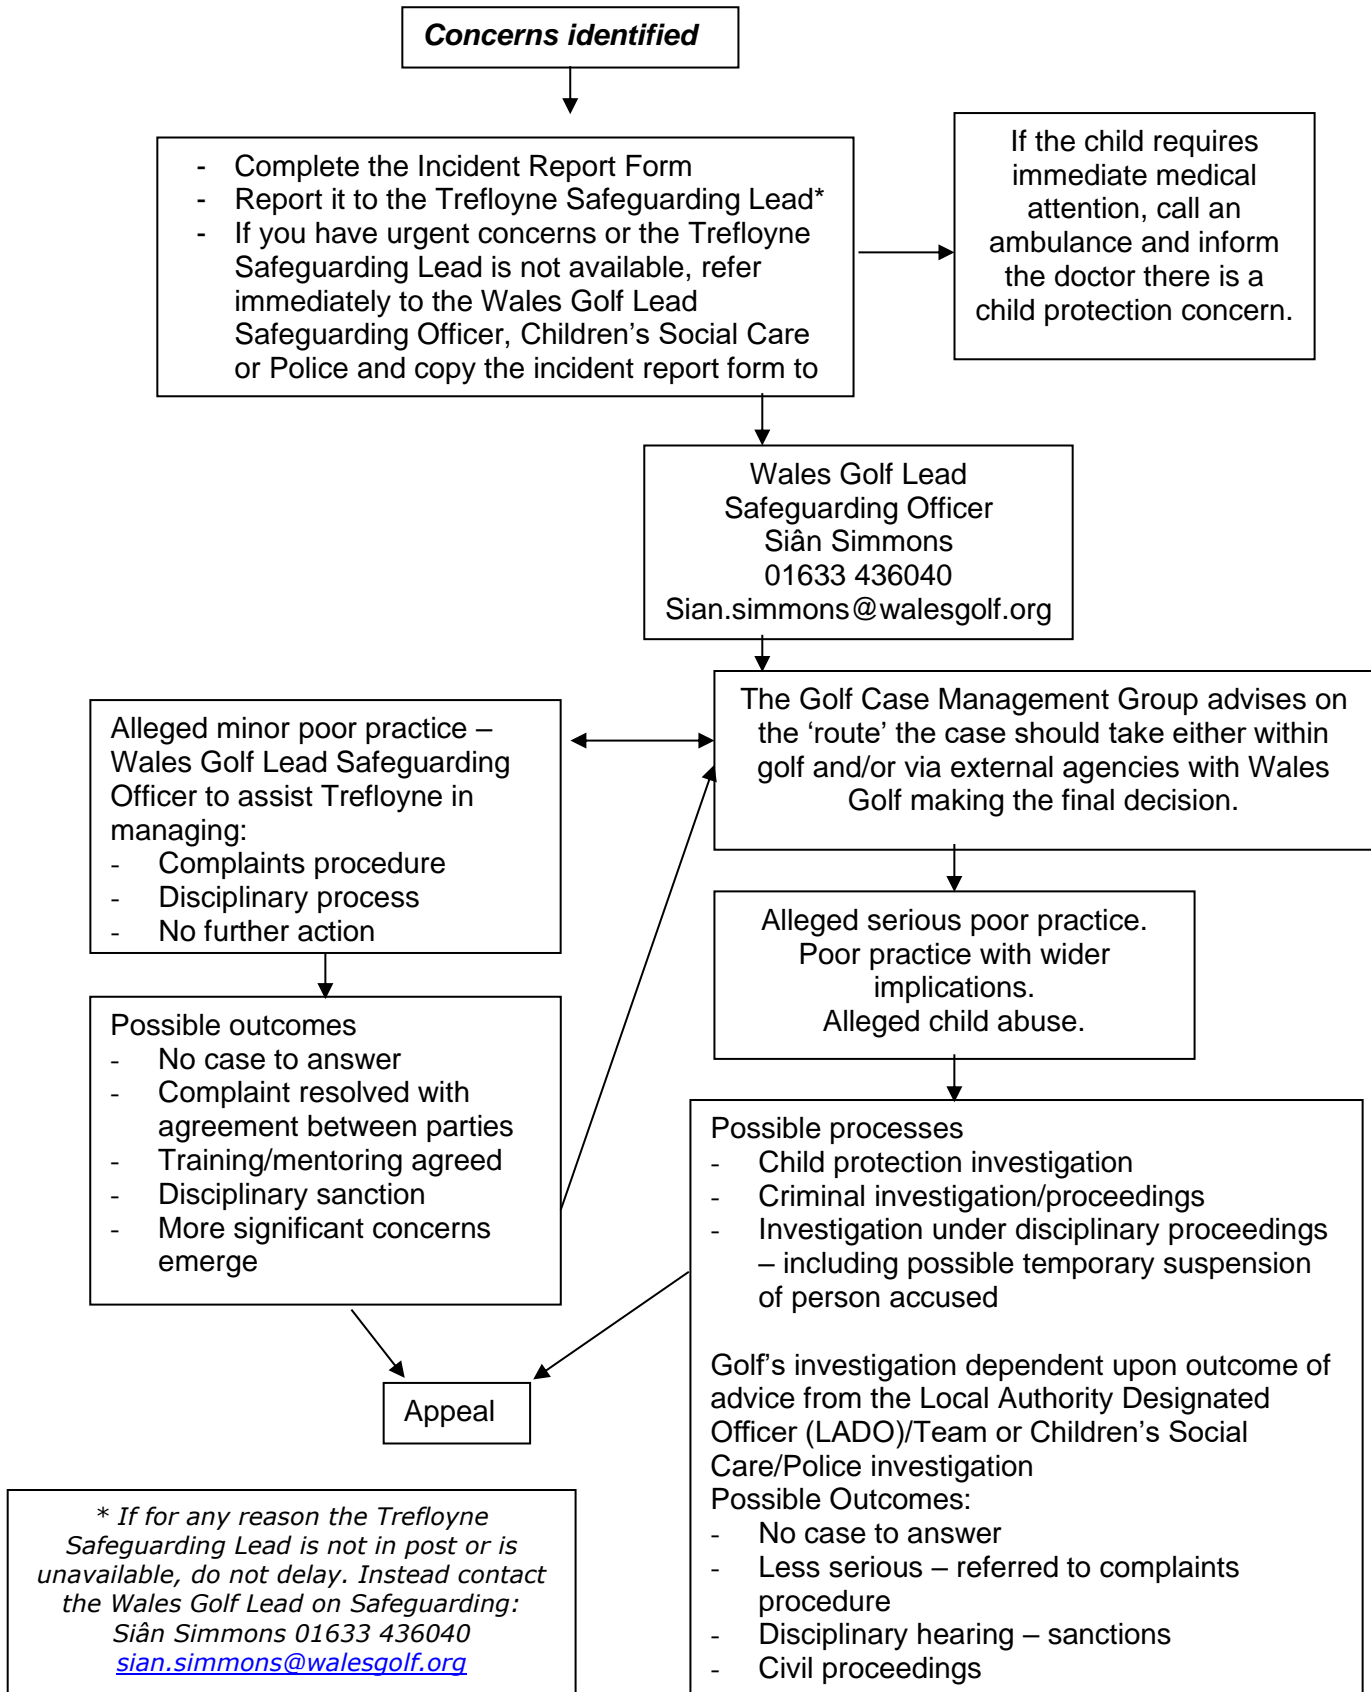 Concerns identified
- Complete the Incident Report Form
- Report it to the Trefloyne Safeguarding Lead*
- If you have urgent concerns or the Trefloyne
Safeguarding Lead is not available, refer
immediately to the Wales Golf Lead
Safeguarding Officer, Children’s Social Care
or Police and copy the incident report form to
If the child requires
immediate medical
attention, call an
ambulance and inform
the doctor there is a
child protection concern.
Wales Golf Lead
Safeguarding Officer
Siân Simmons
01633 436040
Sian.simmons@walesgolf.org
The Golf Case Management Group advises on
the ‘route’ the case should take either within
golf and/or via external agencies with Wales
Golf making the final decision.
Alleged minor poor practice –
Wales Golf Lead Safeguarding
Officer to assist Trefloyne in
managing:
- Complaints procedure
- Disciplinary process
- No further action
Alleged serious poor practice.
Poor practice with wider
implications.
Alleged child abuse.
Possible outcomes
- No case to answer
- Complaint resolved with
agreement between parties
- Training/mentoring agreed
- Disciplinary sanction
- More significant concerns
emerge
Possible processes
- Child protection investigation
- Criminal investigation/proceedings
- Investigation under disciplinary proceedings
– including possible temporary suspension
of person accused
Golf’s investigation dependent upon outcome of
advice from the Local Authority Designated
Officer (LADO)/Team or Children’s Social
Care/Police investigation
Possible Outcomes:
- No case to answer
- Less serious – referred to complaints
procedure
- Disciplinary hearing – sanctions
- Civil proceedings
Appeal
* If for any reason the Trefloyne
Safeguarding Lead is not in post or is
unavailable, do not delay. Instead contact
the Wales Golf Lead on Safeguarding:
Siân Simmons 01633 436040
sian.simmons@walesgolf.org